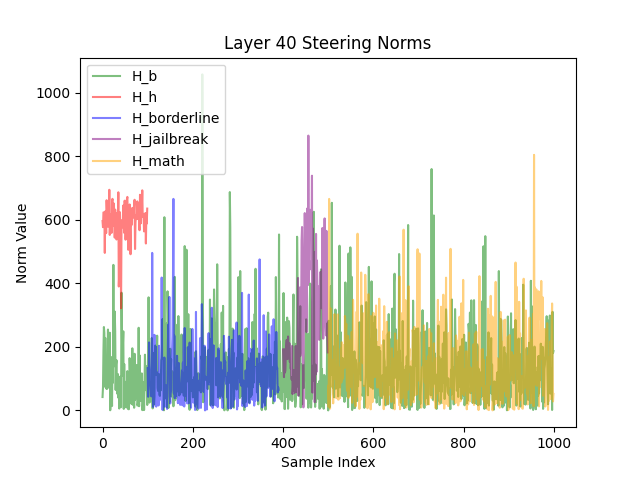 Layer 40 Steering Norms
H_b
H_h
H_borderline
H_jailbreak
H_math
1000
800
600
400
200
0
Norm Value
0
200
400
600
800
1000
Sample Index